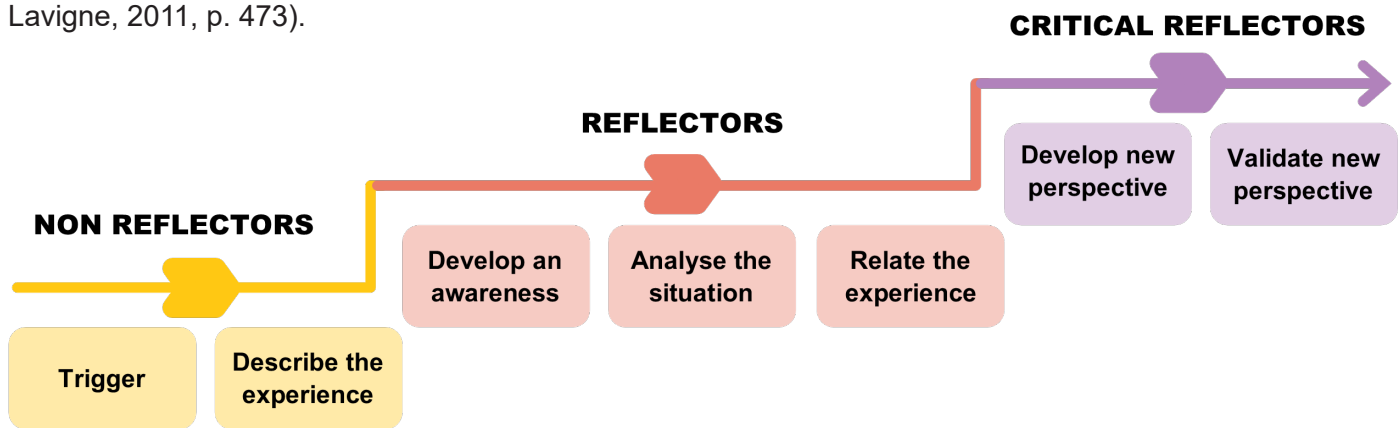 Lavigne, 2011, p. 473).
CRITICAL REFLECTORS
Develop new
perspective
Validate new
perspective
REFLECTORS
Develop an
awareness
Analyse the
situation
Relate the
experience
NON REFLECTORS
Trigger
Describe the
experience